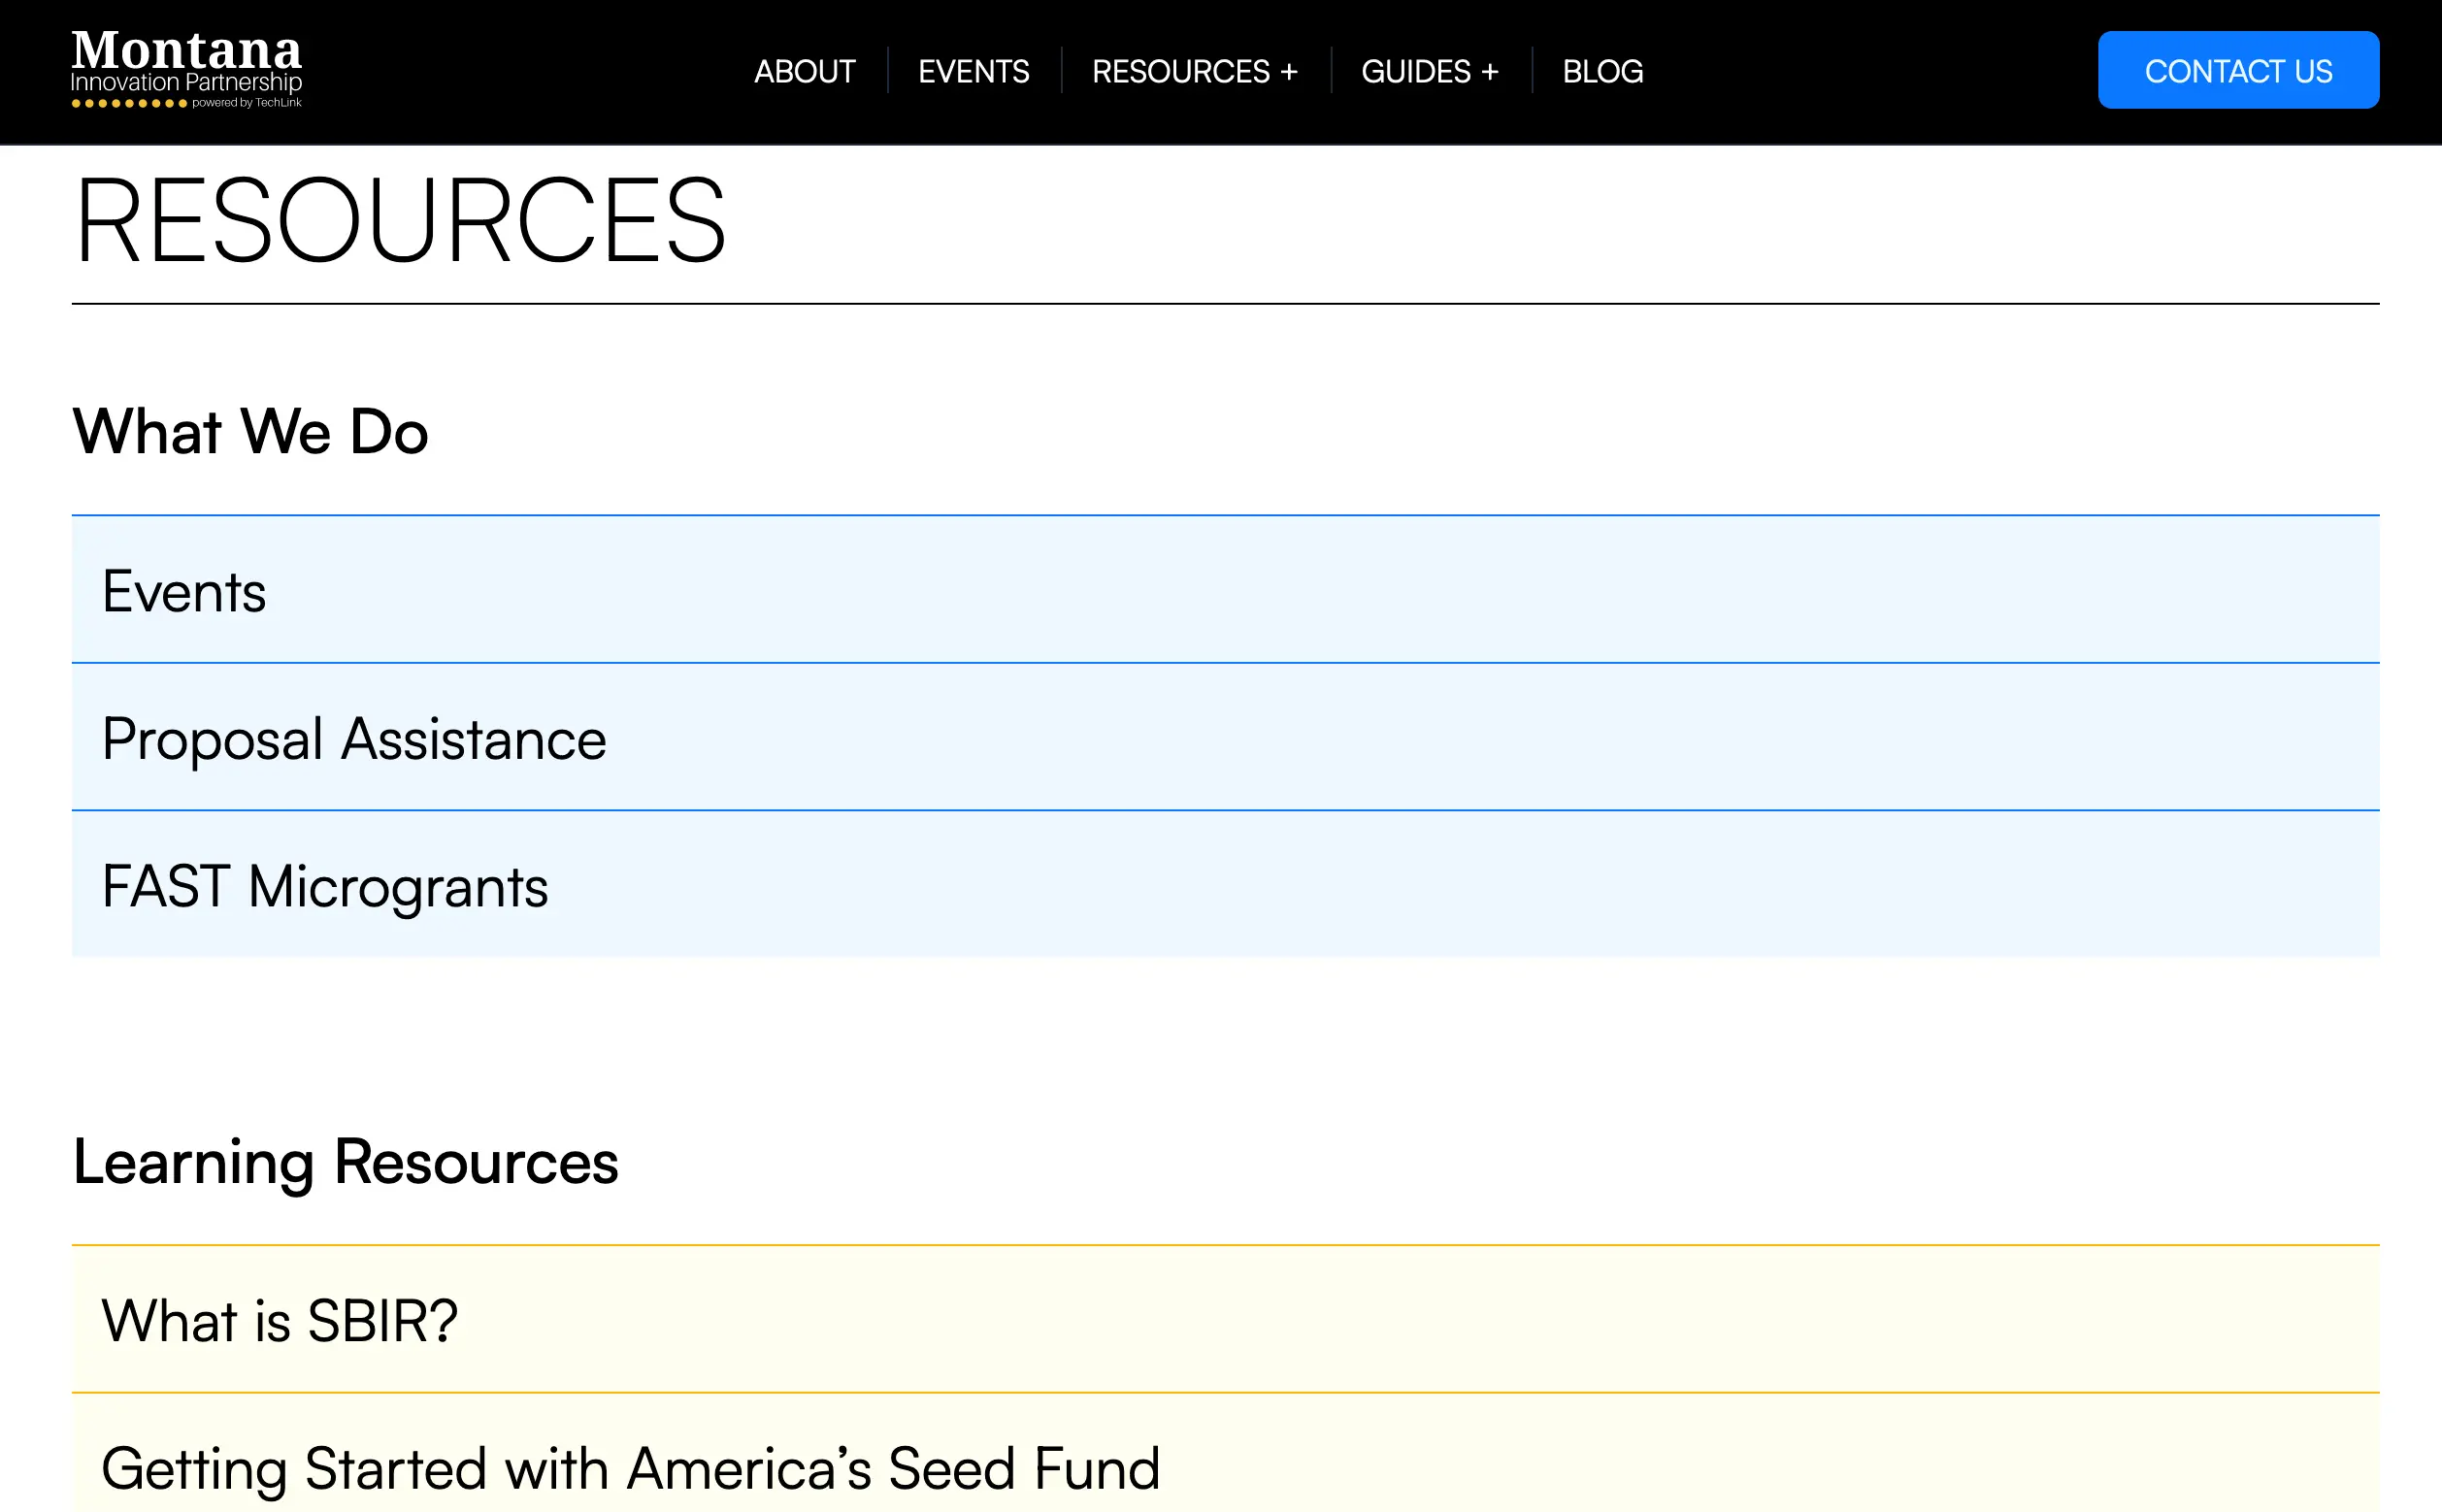 Montana
Innovation Partnership
powered by TechLink
ABOUT
EVENTS
RESOURCES +
GUIDES +
BLOG
CONTACT US
RESOURCES
What We Do
Events
Proposal Assistance
FAST Microgrants
Learning Resources
What is SBIR?
Getting Started with America’s Seed Fund